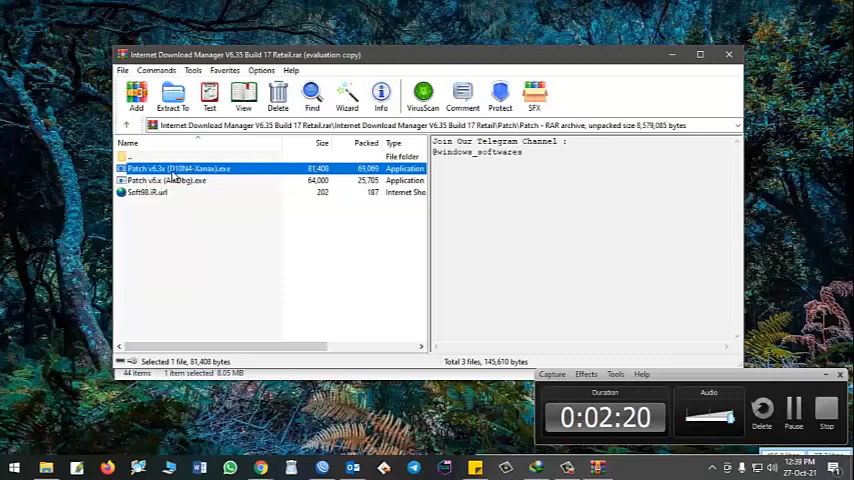 Internet Download Manager V6.35 Build 17 Retail.rar (evaluation copy)
File Commands Tools Favorites Options Help
Add Extract To Test View Delete Find Wizard Info VirusScan Comment Protect SFX
Internet Download Manager V6.35 Build 17 Retail.rar\Internet Download Manager V6.35 Build 17 Retail\Patch\Patch - RAR archive, unpacked size 8,579,085 bytes
Name Size Packed Type
.. File folder
Patch v6.3x (D10N4-Xanax).exe 81,408 69,069 Application
Patch v6.x (Dbg).exe 64,000 25,705 Application
Soft98.iR.url 202 187 Internet Sho
Join Our Telegram Channel :
@windows_softwares
Selected 1 file, 81,408 bytes
Total 3 files, 145,610 bytes
44 items 1 item selected 8.05 MB
Capture Effects Tools Help
Duration Audio
0:02:20
Delete Pause Stop
12:39 PM
27-Oct-21